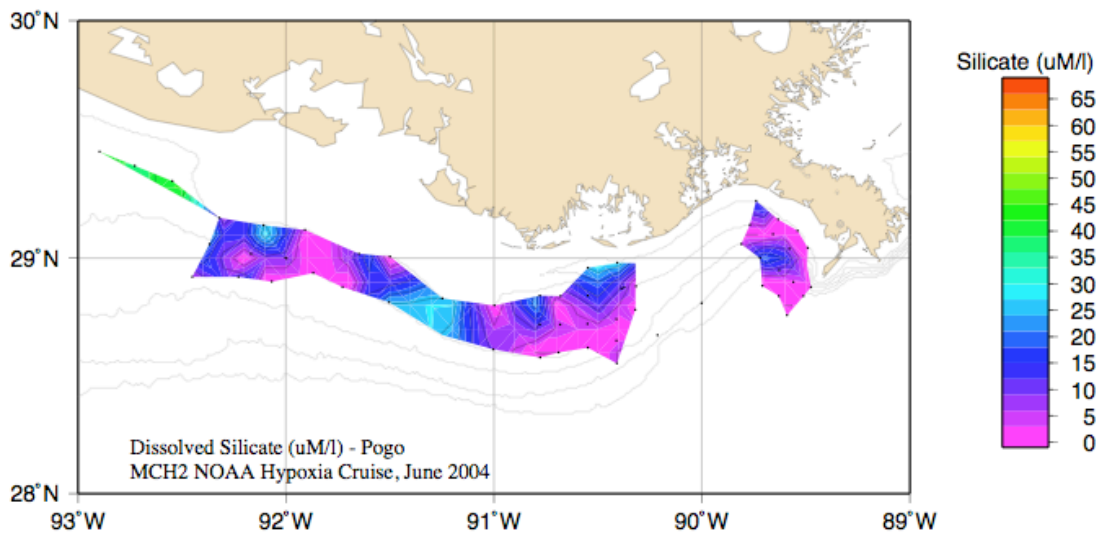 30°N
29°N
28°N
93°W
92°W
91°W
90°W
89°W
Dissolved Silicate (uM/l) - Pogo
MCH2 NOAA Hypoxia Cruise, June 2004
Silicate (uM/l)
65
60
55
50
45
40
35
30
25
20
15
10
5
0